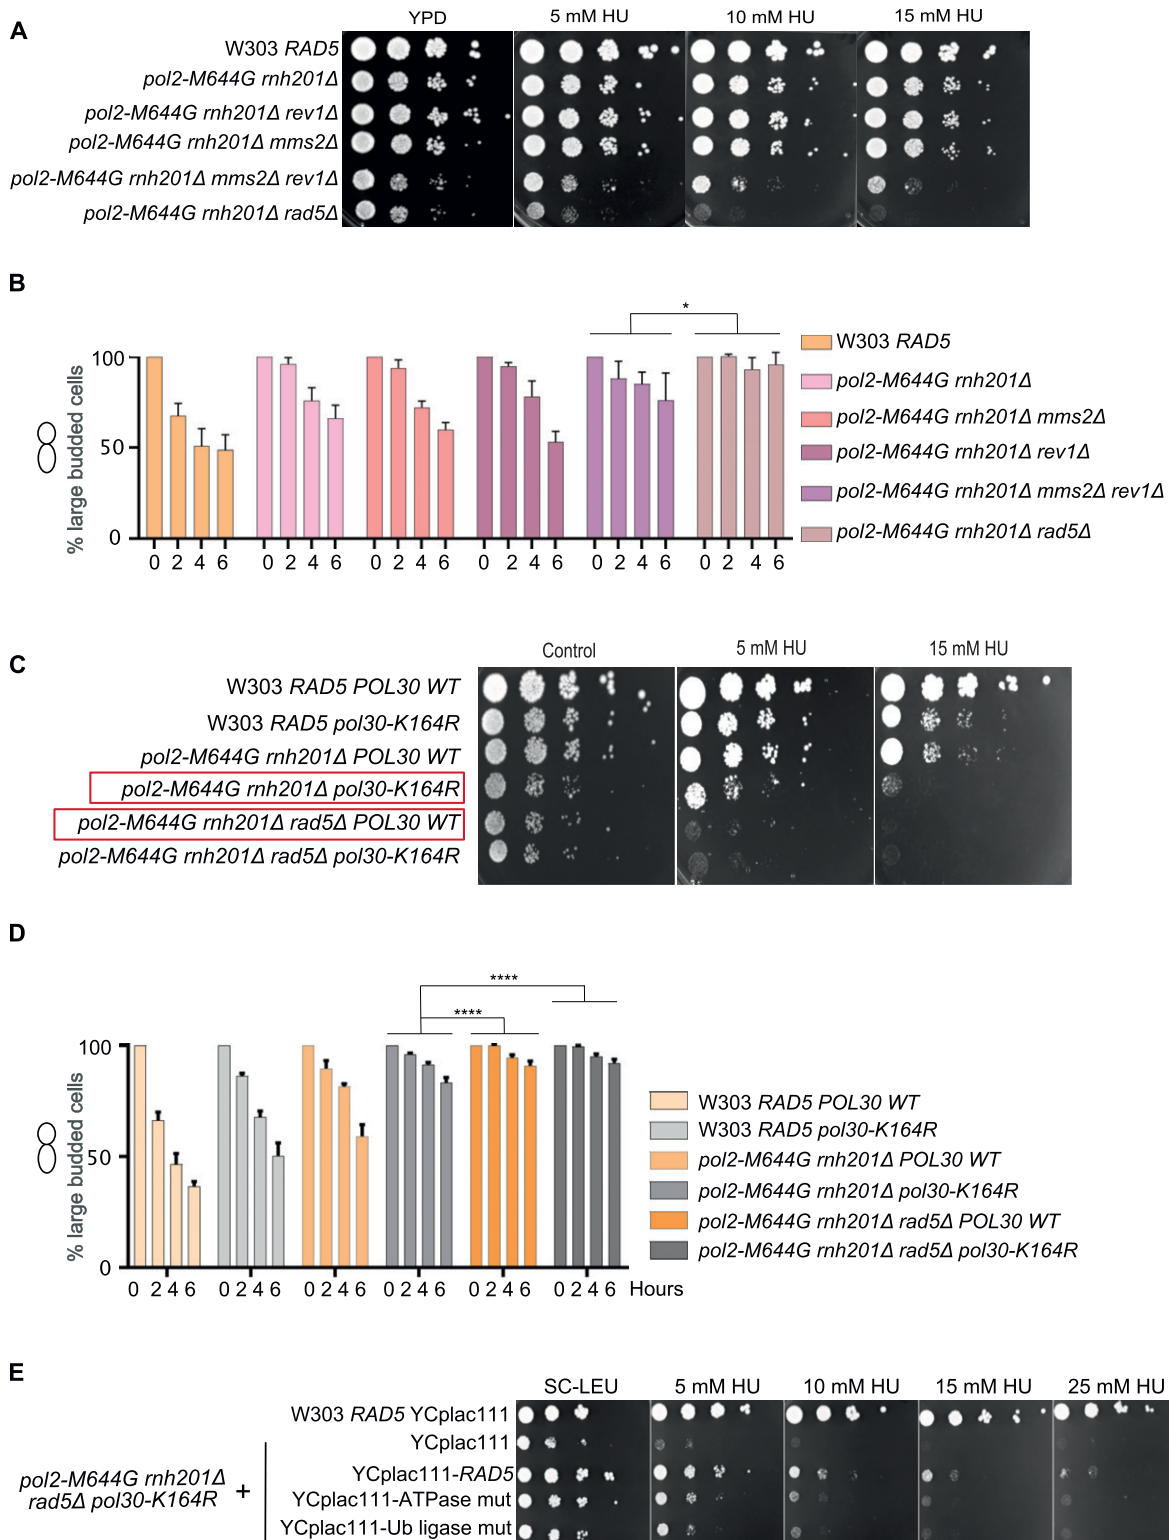 A
YPD 5 mM HU 10 mM HU 15 mM HU
W303 RAD5
pol2-M644G rnh201Δ
pol2-M644G rnh201Δ rev1Δ
pol2-M644G rnh201Δ mms2Δ
pol2-M644G rnh201Δ mms2Δ rev1Δ
pol2-M644G rnh201Δ rad5Δ
B
% large budded cells
100
50
0
*
0 2 4 6 0 2 4 6 0 2 4 6 0 2 4 6 0 2 4 6 0 2 4 6
W303 RAD5
pol2-M644G rnh201Δ
pol2-M644G rnh201Δ mms2Δ
pol2-M644G rnh201Δ rev1Δ
pol2-M644G rnh201Δ mms2Δ rev1Δ
pol2-M644G rnh201Δ rad5Δ
C
Control 5 mM HU 15 mM HU
W303 RAD5 POL30 WT
W303 RAD5 pol30-K164R
pol2-M644G rnh201Δ POL30 WT
pol2-M644G rnh201Δ pol30-K164R
pol2-M644G rnh201Δ rad5Δ POL30 WT
pol2-M644G rnh201Δ rad5Δ pol30-K164R
D
% large budded cells
100
50
0
****
****
0 2 4 6 0 2 4 6 0 2 4 6 0 2 4 6 0 2 4 6 0 2 4 6 Hours
W303 RAD5 POL30 WT
W303 RAD5 pol30-K164R
pol2-M644G rnh201Δ POL30 WT
pol2-M644G rnh201Δ pol30-K164R
pol2-M644G rnh201Δ rad5Δ POL30 WT
pol2-M644G rnh201Δ rad5Δ pol30-K164R
E
SC-LEU 5 mM HU 10 mM HU 15 mM HU 25 mM HU
W303 RAD5 YCplac111
pol2-M644G rnh201Δ
rad5Δ pol30-K164R +
YCplac111
YCplac111-RAD5
YCplac111-ATPase mut
YCplac111-Ub ligase mut